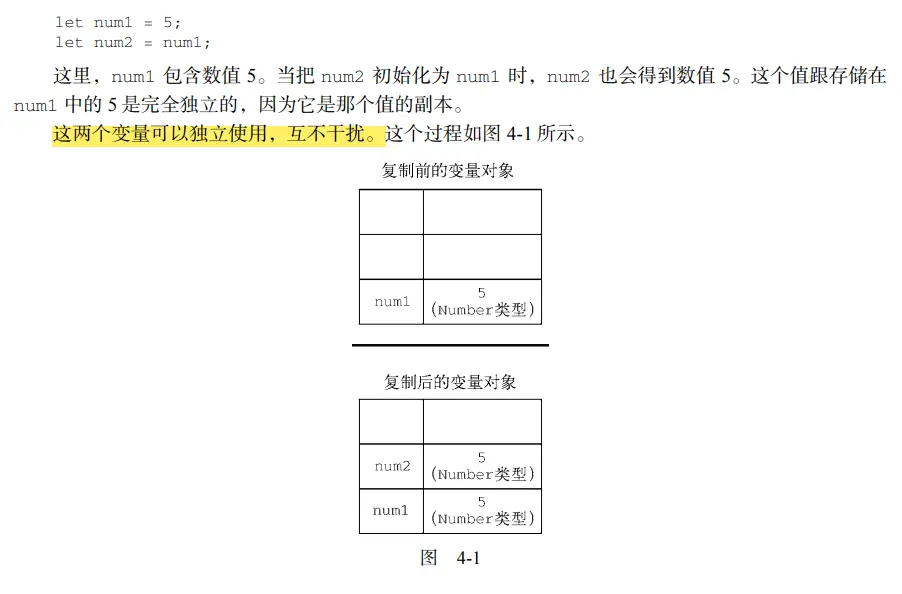 let num1 = 5;
let num2 = num1;
这里，num1 包含数值 5。当把 num2 初始化为 num1 时，num2 也会得到数值 5。这个值跟存储在
num1 中的 5 是完全独立的，因为它是那个值的副本。
这两个变量可以独立使用，互不干扰。这个过程如图 4-1 所示。
复制前的变量对象
num1
5
(Number类型)
复制后的变量对象
num2
5
(Number类型)
num1
5
(Number类型)
图 4-1